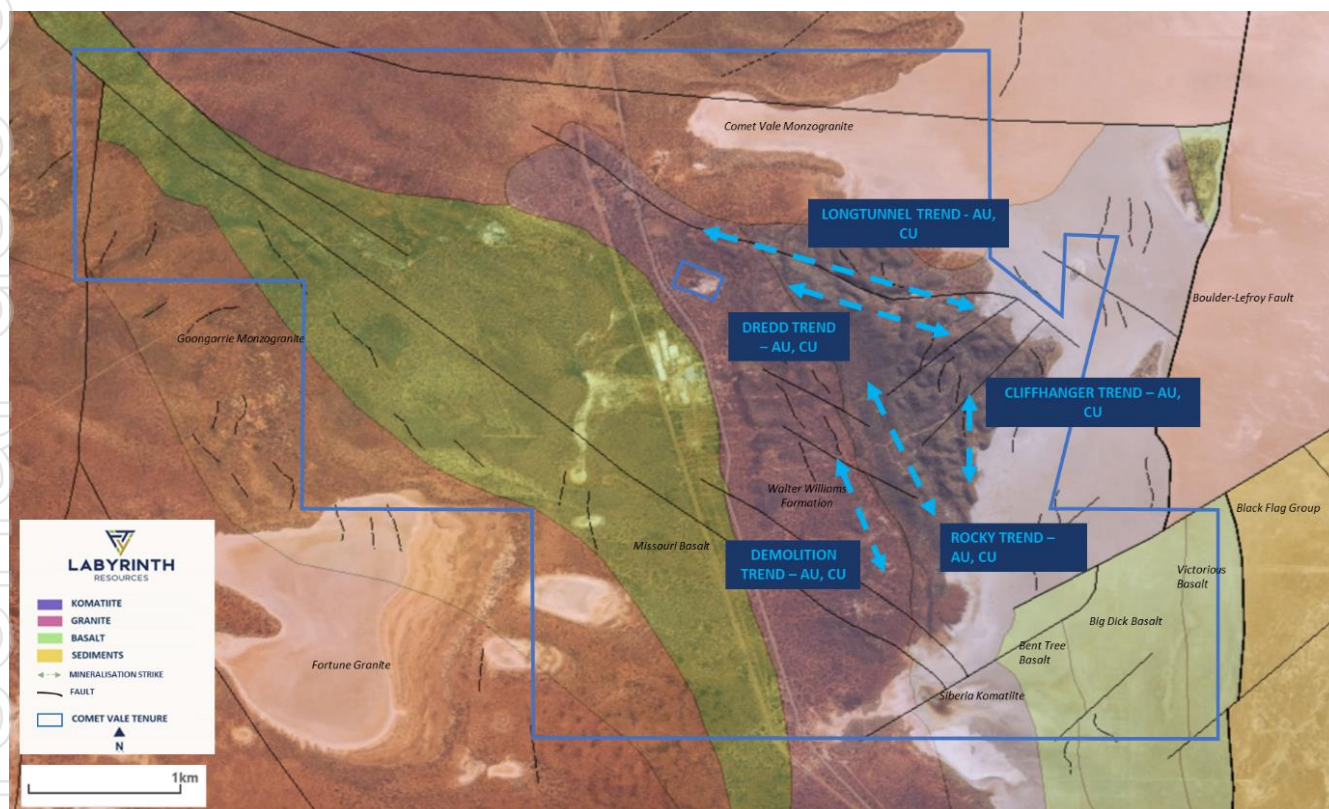 Comet Vale Monzogranite
LONGTUNNEL TREND - AU,
CU
Boulder-Lefroy Fault
DREDD TREND
– AU, CU
Goongarrie Monzogranite
CLIFFHANGER TREND – AU,
CU
Walter Williams
Formation
Black Flag Group
Missouri Basalt
DEMOLITION
TREND – AU, CU
ROCKY TREND –
AU, CU
Victorious
Basalt
Big Dick Basalt
Bent Tree
Basalt
Fortune Granite
Siberia Komatiite
LABYRINTH
RESOURCES
KOMATIITE
GRANITE
BASALT
SEDIMENTS
MINERALISATION STRIKE
FAULT
COMET VALE TENURE
N
1km